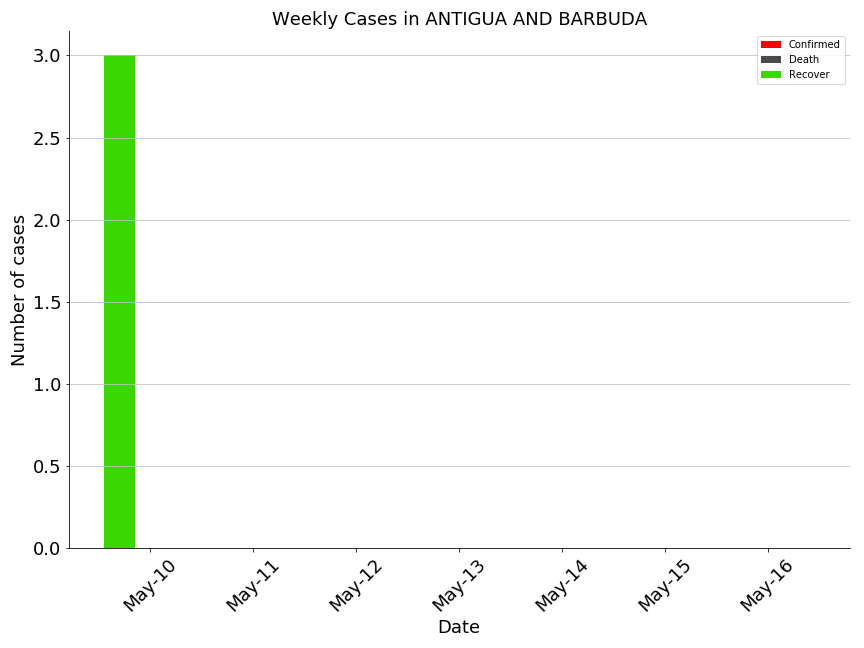 Weekly Cases in ANTIGUA AND BARBUDA
Confirmed
Death
Recover
Number of cases
3.0
2.5
2.0
1.5
1.0
0.5
0.0
May-10
May-11
May-12
May-13
May-14
May-15
May-16
Date